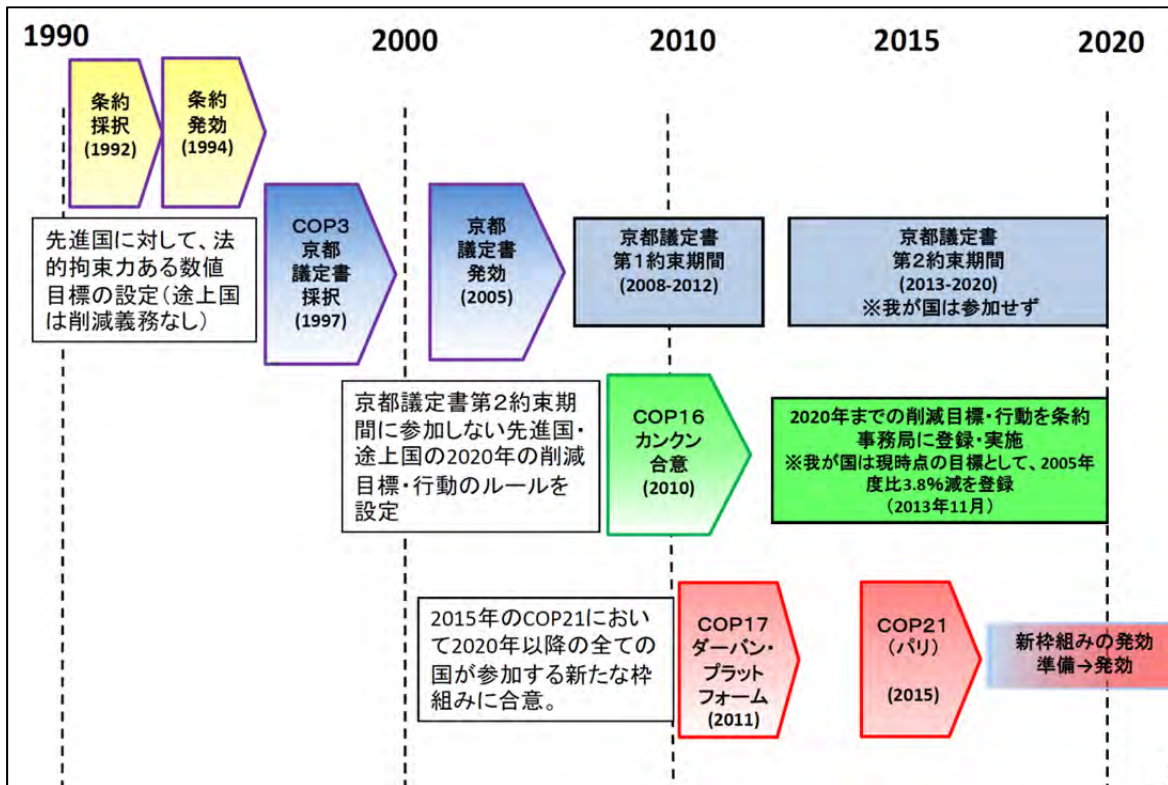 1990
2000
2010
2015
2020
条約
採択
(1992)
条約
発効
(1994)
先進国に対して、法
的拘束力ある数値
目標の設定(途上国
は削減義務なし)
COP3
京都
議定書
採択
(1997)
京都
議定書
発効
(2005)
京都議定書
第1約束期間
(2008-2012)
京都議定書
第2約束期間
(2013-2020)
※我が国は参加せず
京都議定書第2約束期
間に参加しない先進国・
途上国の2020年の削減
目標・行動のルールを
設定
COP16
カンクン
合意
(2010)
2020年までの削減目標・行動を条約
事務局に登録・実施
※我が国は現時点の目標として、2005年
度比3.8%減を登録
(2013年11月)
2015年のCOP21におい
て2020年以降の全ての
国が参加する新たな枠
組みに合意。
COP17
ダーバン・
プラット
フォーム
(2011)
COP21
(パリ)
(2015)
新枠組みの発効
準備→発効